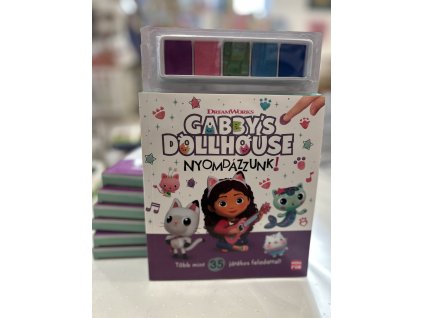 DREAMWORKS
GABBY'S
DOLLHOUSE
NYOMDÁZZUNK!
Több mint 35 játékos feladattal!